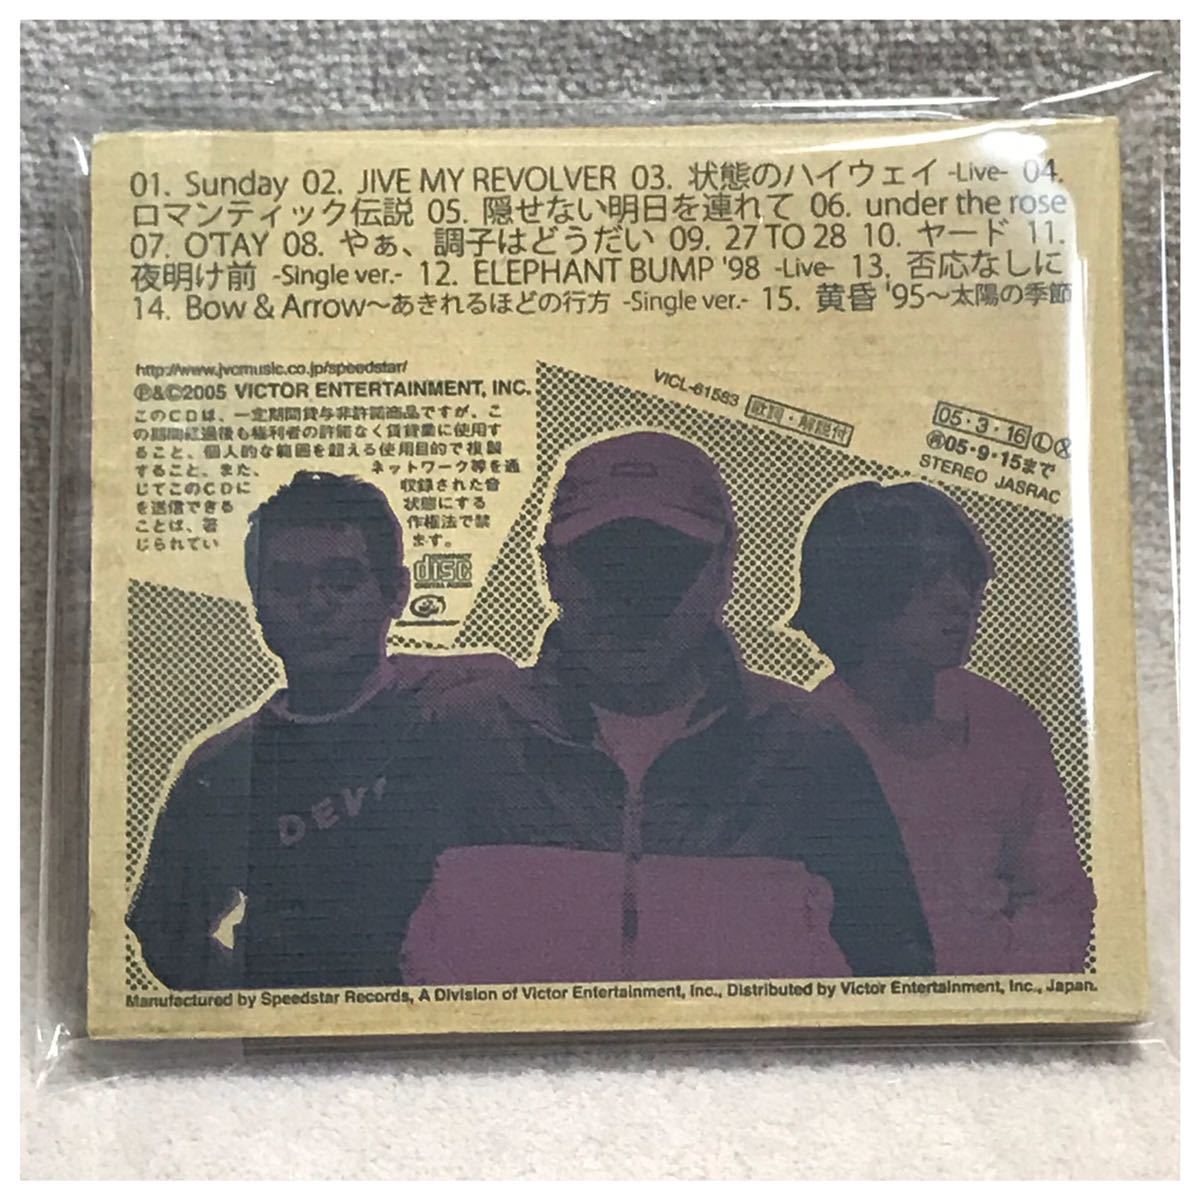 01. Sunday 02. JIVE MY REVOLVER 03. 状態のハイウェイ -Live- 04.
ロマンティック伝説 05. 隠せない明日を連れて 06. under the rose
07. O'TAY 08. やぁ、調子はどうだい 09. 27 TO 28 10. ヤード 11.
夜明け前 -Single ver.- 12. ELEPHANT BUMP '98 -Live- 13. 否応なしに
14. Bow & Arrow〜あきれるほどの行方 -Single ver.- 15. 黄昏 '95〜太陽の季節
http://www.jvcmusic.co.jp/speedstar/
Ⓟ&©2005 VICTOR ENTERTAINMENT, INC.
このCDは、一定期間貸与非許諾商品ですが、こ
の期間経過後も権利者の許諾なく賃貸業に使用す
ること、個人的な範囲を超える使用目的で複製
すること、また、 ネットワーク等を通
じてこのCDに 収録された音
を送信できる 状態にする
ことは、著 作権法で禁
じられてい ます。
COMPACT
disc
DIGITAL AUDIO
VICL-61583 歌詞・解説付
05・3・16 Ⓛ Ⓧ
再05・9・15まで
STEREO JASRAC
DEV
Manufactured by Speedstar Records, A Division of Victor Entertainment, Inc., Distributed by Victor Entertainment, Inc., Japan.